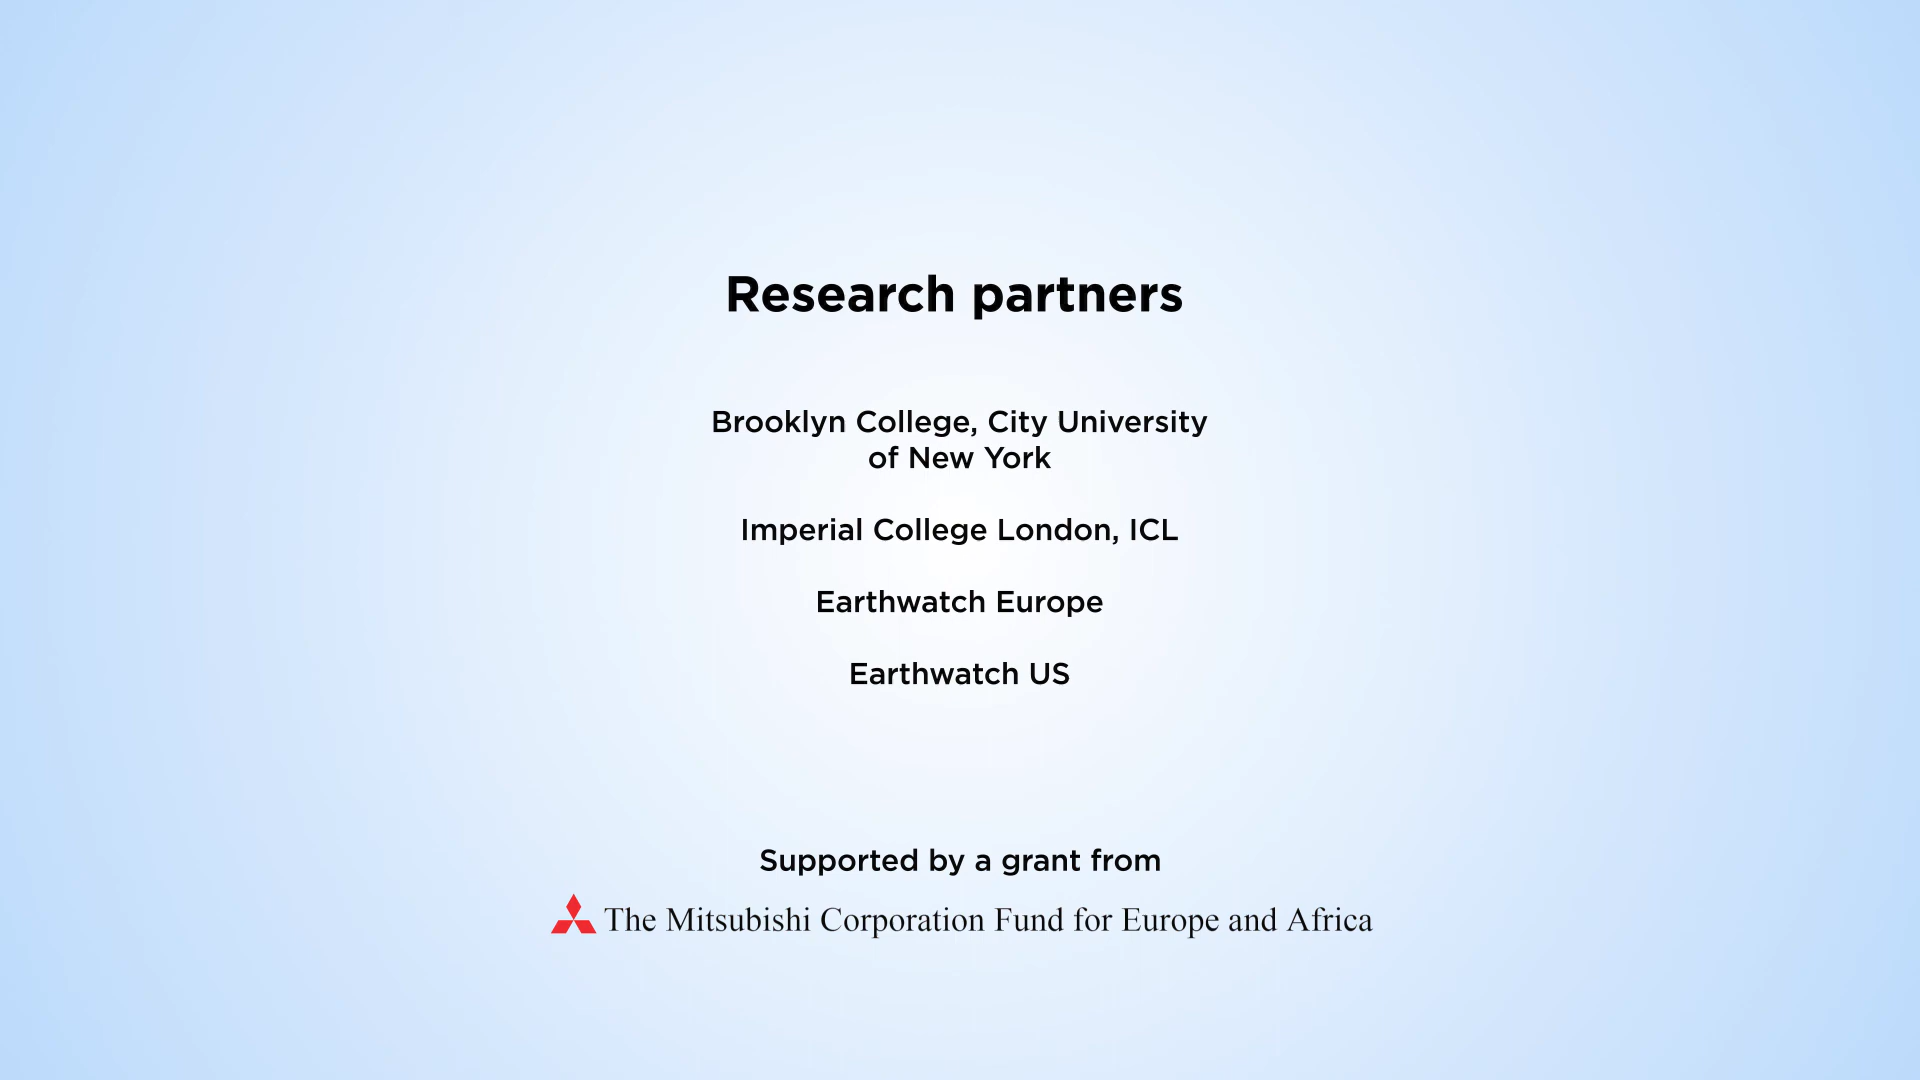 Research partners
Brooklyn College, City University
of New York
Imperial College London, ICL
Earthwatch Europe
Earthwatch US
Supported by a grant from
The Mitsubishi Corporation Fund for Europe and Africa